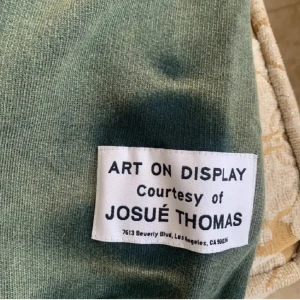 ART ON DISPLAY
Courtesy of
JOSUÉ THOMAS
7613 Beverly Blvd, Los Angeles, CA 90036